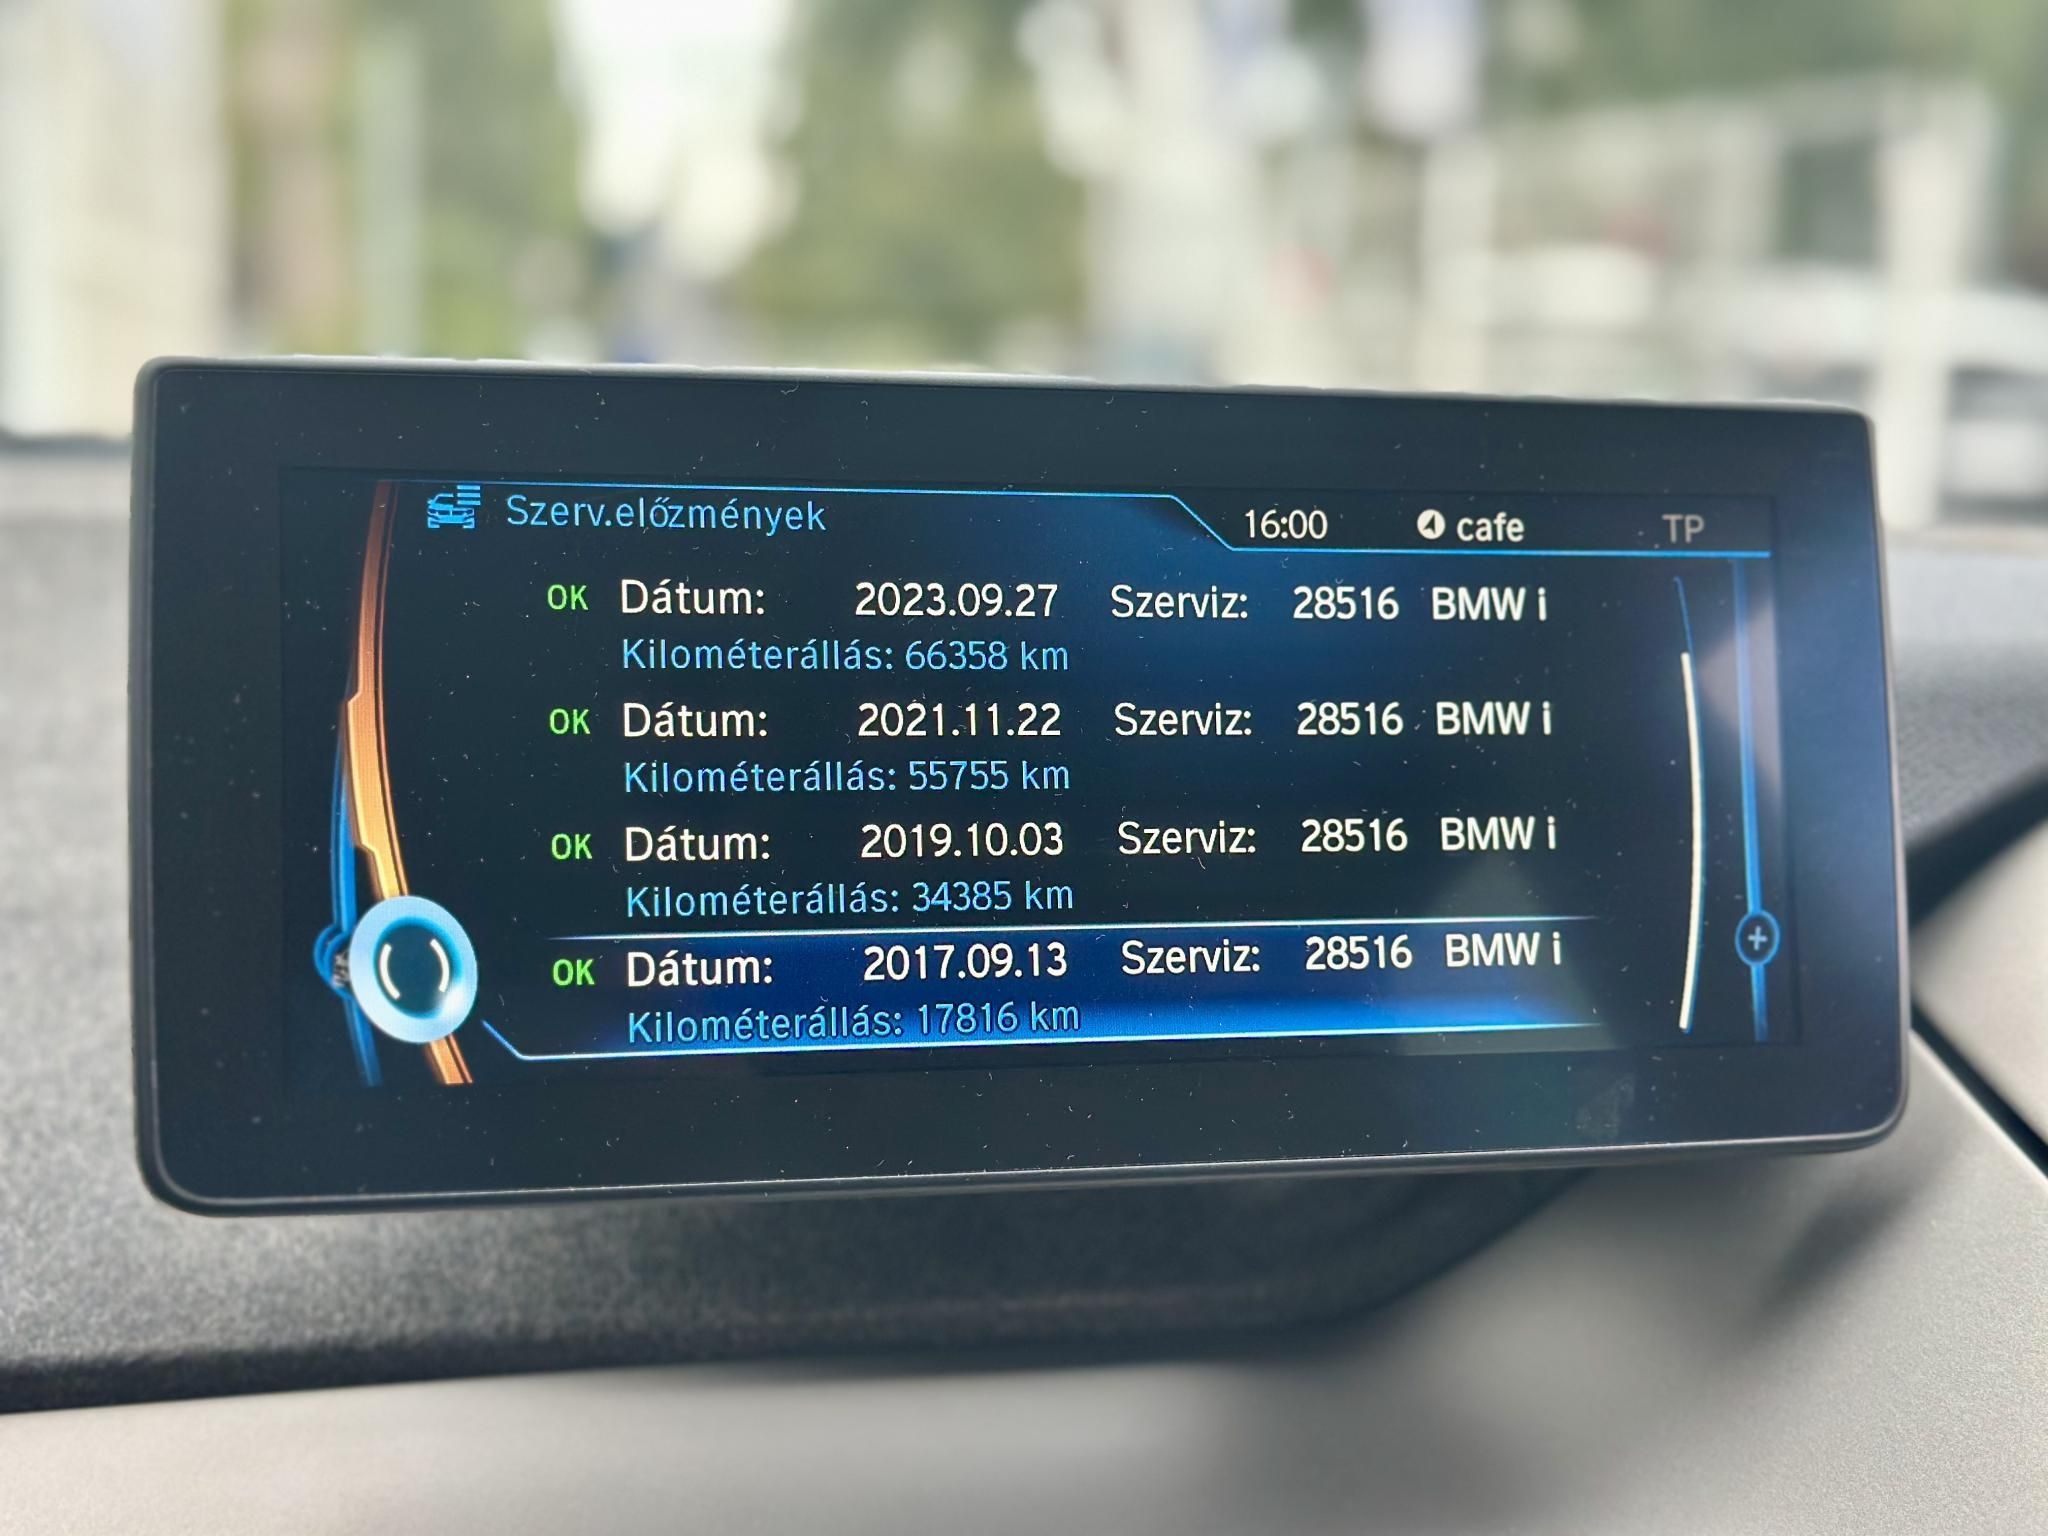 Szerv.előzmények 16:00 cafe TP
OK Dátum: 2023.09.27 Szerviz: 28516 BMW i
Kilométerállás: 66358 km
OK Dátum: 2021.11.22 Szerviz: 28516 BMW i
Kilométerállás: 55755 km
OK Dátum: 2019.10.03 Szerviz: 28516 BMW i
Kilométerállás: 34385 km
OK Dátum: 2017.09.13 Szerviz: 28516 BMW i
Kilométerállás: 17816 km